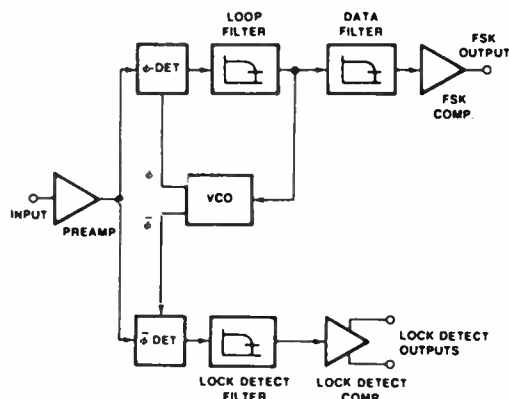 LOOP
FILTER
DATA
FILTER
FSK
OUTPUT
ϕ-DET
FSK
COMP.
ϕ
VCO
INPUT
PREAMP
ϕ̄
ϕ̄ DET
LOCK DETECT
OUTPUTS
LOCK DETECT
FILTER
LOCK DETECT
COMP.